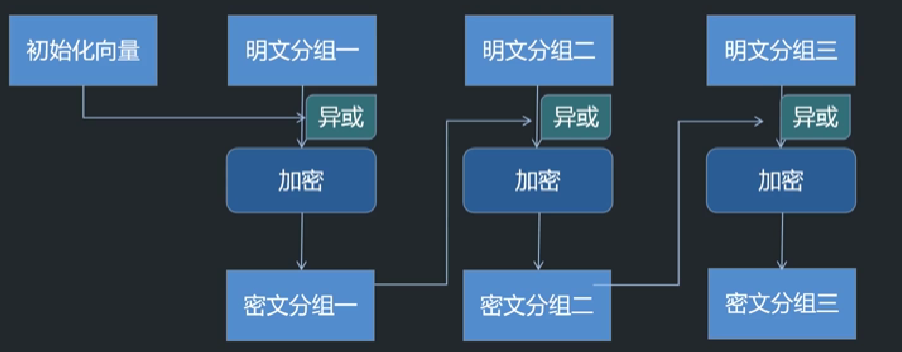 初始化向量
明文分组一
明文分组二
明文分组三
异或
异或
异或
加密
加密
加密
密文分组一
密文分组二
密文分组三